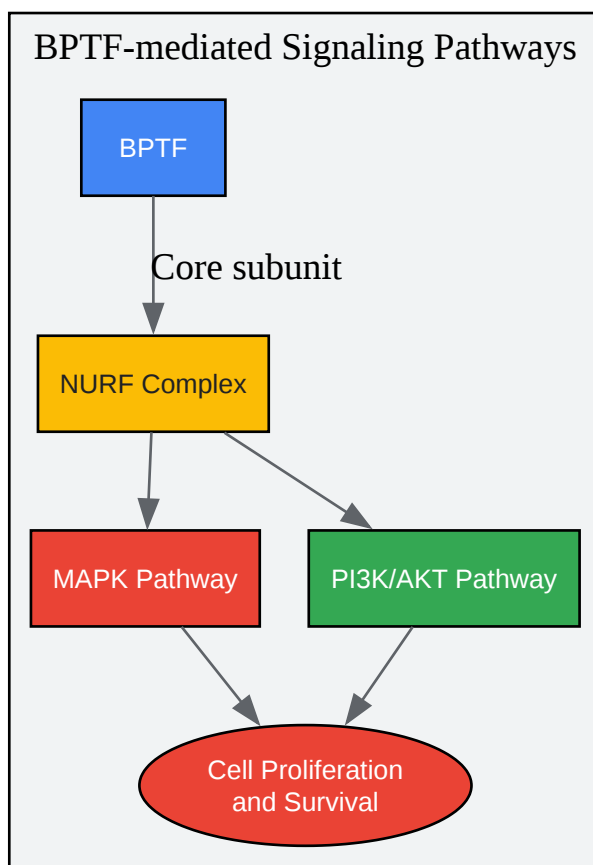 BPTF-mediated Signaling Pathways
BPTF
Core subunit
NURF Complex
MAPK Pathway
PI3K/AKT Pathway
Cell Proliferation
and Survival